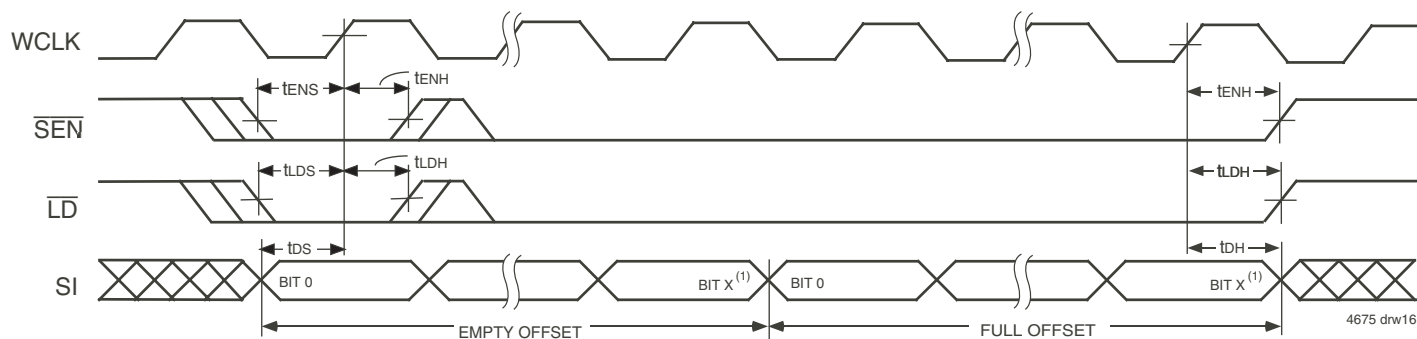 WCLK
tENS
tENH
tENH
SEN
tLDS
tLDH
tLDH
LD
tDS
tDH
SI
BIT 0
BIT X (1)
BIT 0
BIT X (1)
EMPTY OFFSET
FULL OFFSET
4675 drw16